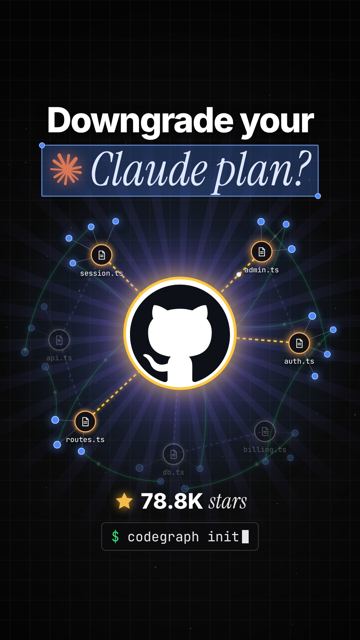 Downgrade your
Claude plan?
session.ts
admin.ts
api.ts
auth.ts
routes.ts
billing.ts
db.ts
78.8K stars
$ codegraph init